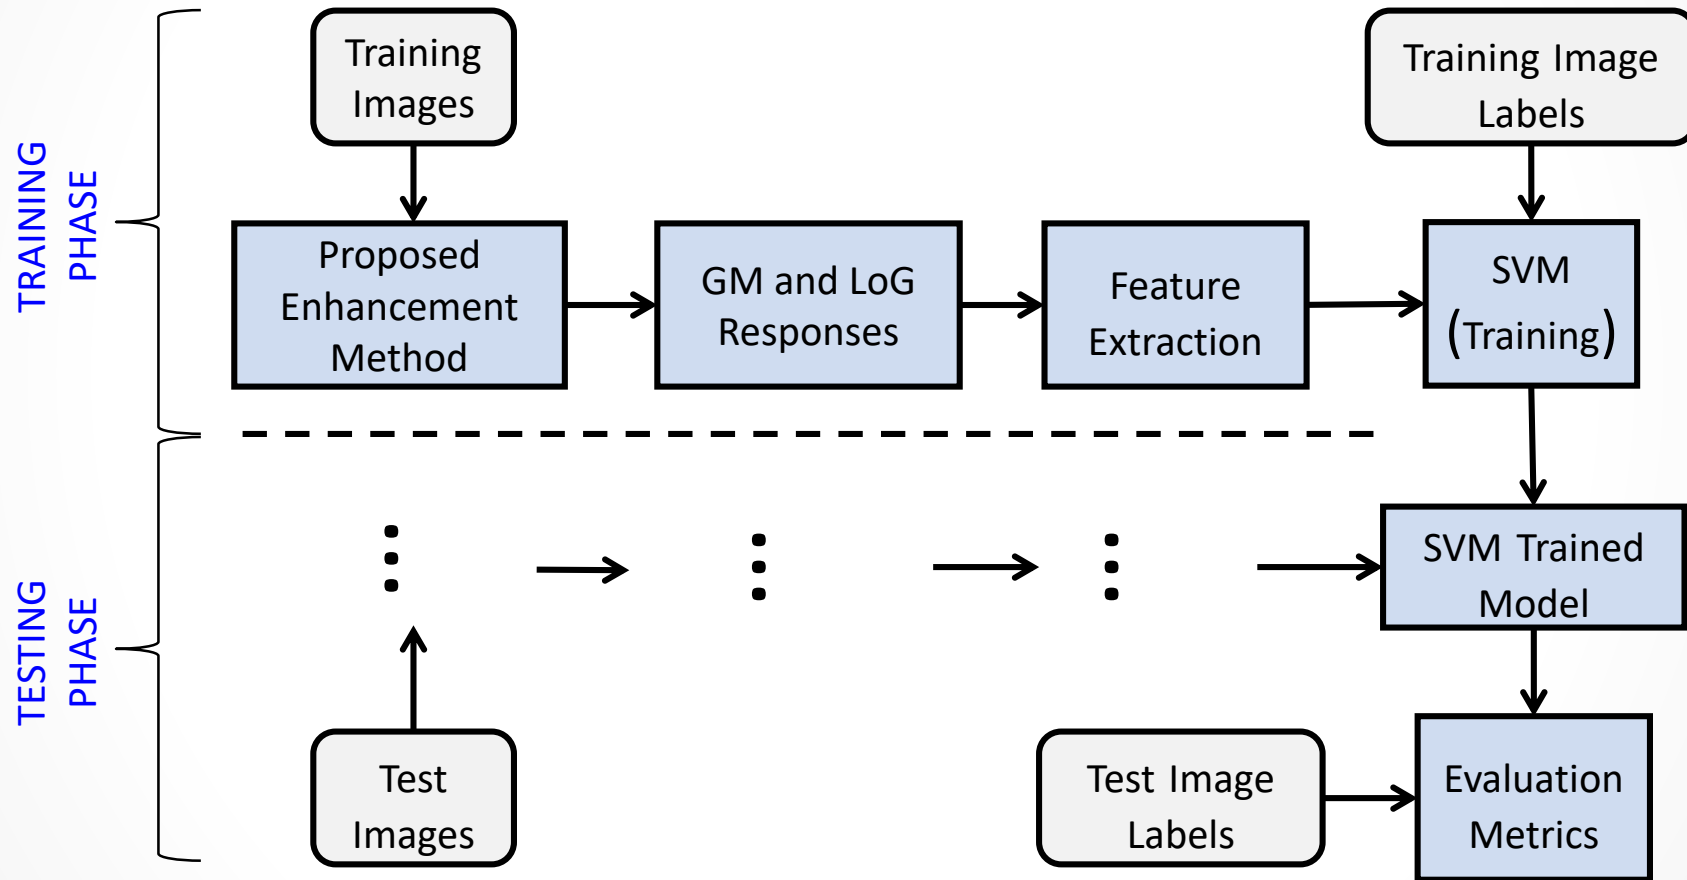 TRAINING
PHASE
Training
Images
Training Image
Labels
Proposed
Enhancement
Method
GM and LoG
Responses
Feature
Extraction
SVM
(Training)
TESTING
PHASE
SVM Trained
Model
Test
Images
Test Image
Labels
Evaluation
Metrics